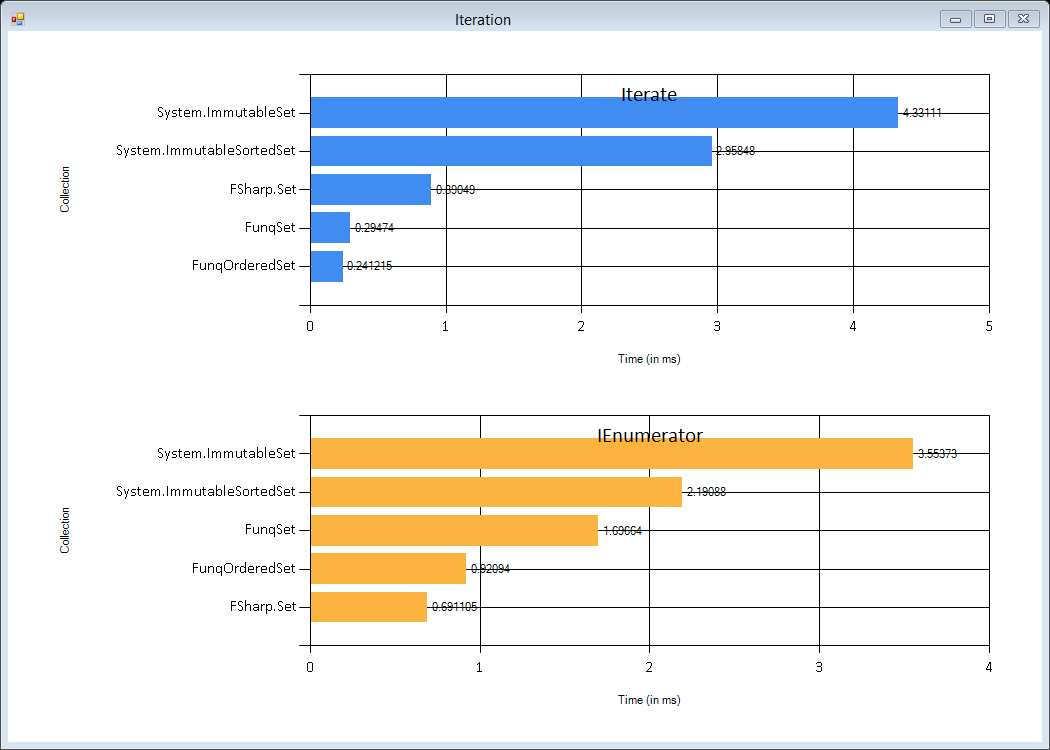 Iteration
Iterate
System.ImmutableSet
4.33111
System.ImmutableSortedSet
2.95848
FSharp.Set
0.89049
FunqSet
0.29474
FunqOrderedSet
0.241215
Collection
0 1 2 3 4 5
Time (in ms)
IEnumerator
System.ImmutableSet
3.55373
System.ImmutableSortedSet
2.19088
FunqSet
1.69664
FunqOrderedSet
0.92094
FSharp.Set
0.691105
Collection
0 1 2 3 4
Time (in ms)